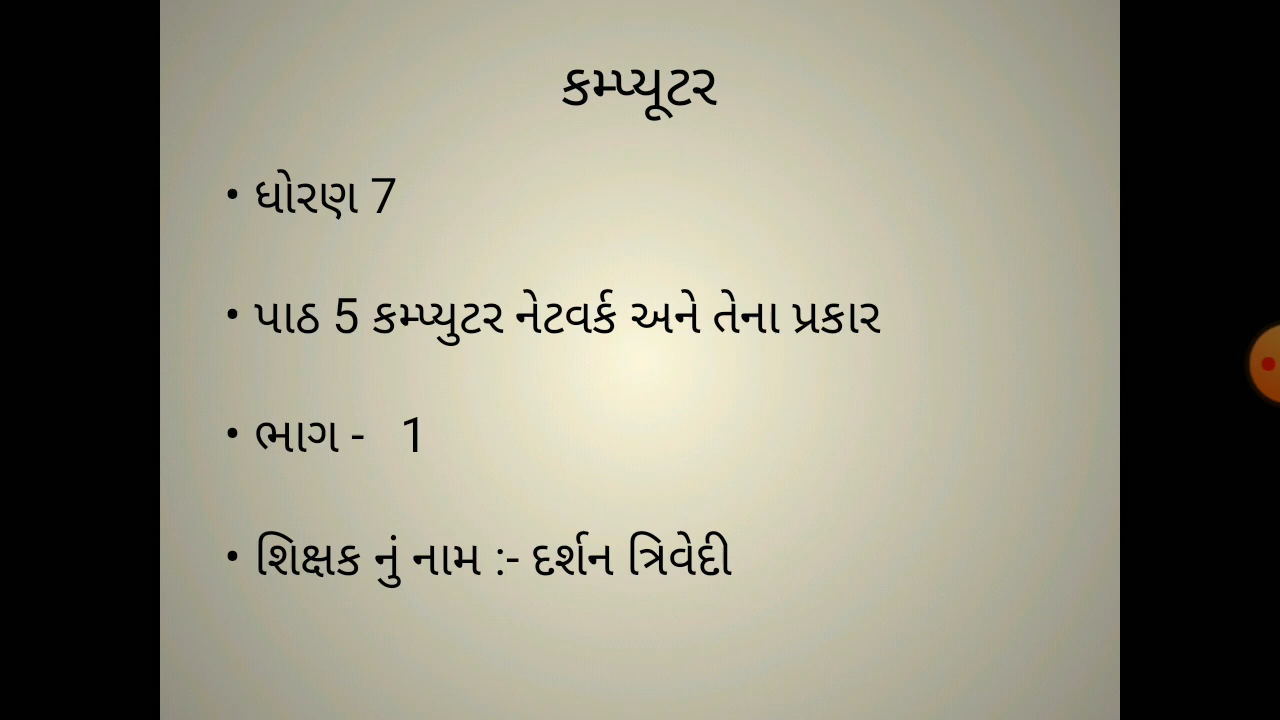 કમ્પ્યૂટર
• ધોરણ 7
• પાઠ 5 કમ્પ્યુટર નેટવર્ક અને તેના પ્રકાર
• ભાગ -   1
• શિક્ષક નું નામ :- દર્શન ત્રિવેદી